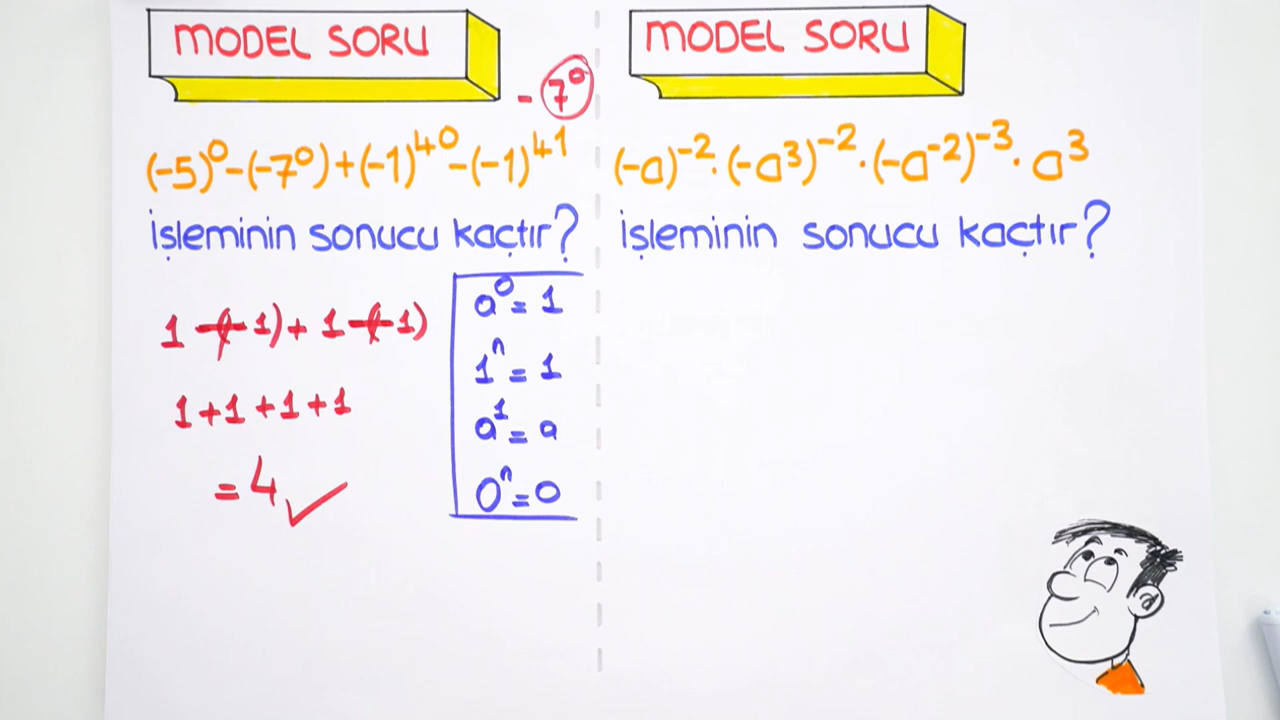 MODEL SORU
- 7⁰
(-5)⁰-(-7⁰)+(-1)⁴⁰-(-1)⁴¹
işleminin sonucu kaçtır?
1-(-1)+1-(-1)
1+1+1+1
=4
a⁰=1
1ⁿ=1
a¹=a
0ⁿ=0
MODEL SORU
(-a)⁻².(-a³)⁻².(-a⁻²)⁻³.a³
işleminin sonucu kaçtır?